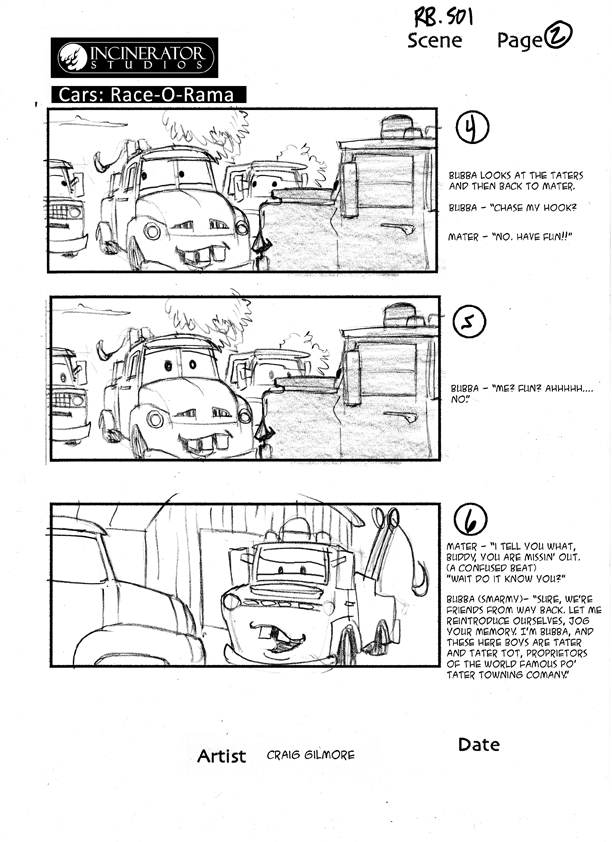 RB.S01
Scene Page 2
INCINERATOR
STUDIOS
Cars: Race-O-Rama
4
BUBBA LOOKS AT THE TATERS
AND THEN BACK TO MATER.
BUBBA - "CHASE MY HOOK?
MATER - "NO. HAVE FUN!!"
5
BUBBA - "ME? FUN? AHHHHH....
NO."
6
MATER - "I TELL YOU WHAT,
BUDDY, YOU ARE MISSIN' OUT.
(A CONFUSED BEAT)
"WAIT DO IT KNOW YOU?"
BUBBA (SMARMY)- "SURE, WE'RE
FRIENDS FROM WAY BACK. LET ME
REINTRODUCE OURSELVES, JOG
YOUR MEMORY. I'M BUBBA, AND
THESE HERE BOYS ARE TATER
AND TATER TOT, PROPRIETORS
OF THE WORLD FAMOUS PO'
TATER TOWNING COMANY."
Artist CRAIG GILMORE
Date